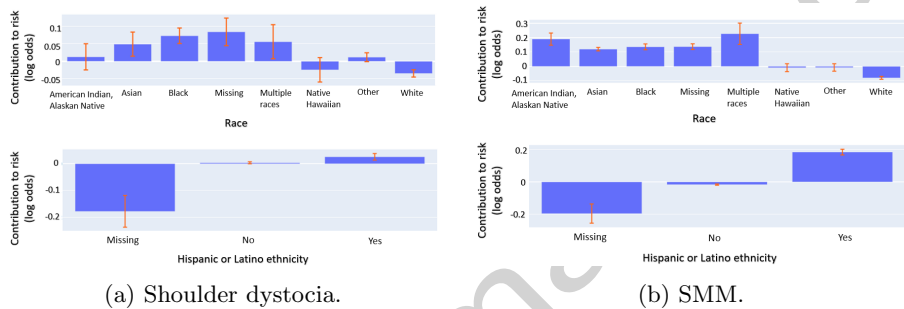 Contribution to risk
(log odds)
0.1
0.05
0
-0.05
American Indian,
Alaskan Native
Asian
Black
Missing
Multiple
races
Native
Hawaiian
Other
White
Race
Contribution to risk
(log odds)
0
-0.1
-0.2
Missing
No
Yes
Hispanic or Latino ethnicity
(a) Shoulder dystocia.
Contribution to risk
(log odds)
0.3
0.2
0.1
0
-0.1
American Indian,
Alaskan Native
Asian
Black
Missing
Multiple
races
Native
Hawaiian
Other
White
Race
Contribution to risk
(log odds)
0.2
0
-0.2
Missing
No
Yes
Hispanic or Latino ethnicity
(b) SMM.